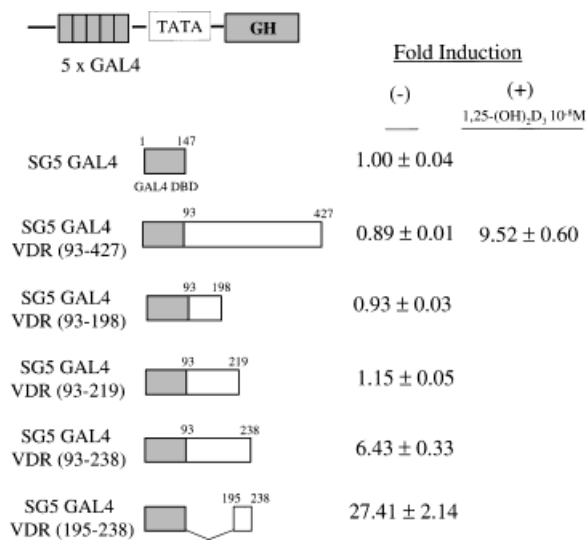 TATA
GH
5 x GAL4
Fold Induction
(-)
(+)
1,25-(OH)₂D₃ 10⁻⁸M
1 147
SG5 GAL4
1.00 ± 0.04
GAL4 DBD
93 427
SG5 GAL4
VDR (93-427)
0.89 ± 0.01 9.52 ± 0.60
93 198
SG5 GAL4
VDR (93-198)
0.93 ± 0.03
93 219
SG5 GAL4
VDR (93-219)
1.15 ± 0.05
93 238
SG5 GAL4
VDR (93-238)
6.43 ± 0.33
195 238
SG5 GAL4
VDR (195-238)
27.41 ± 2.14